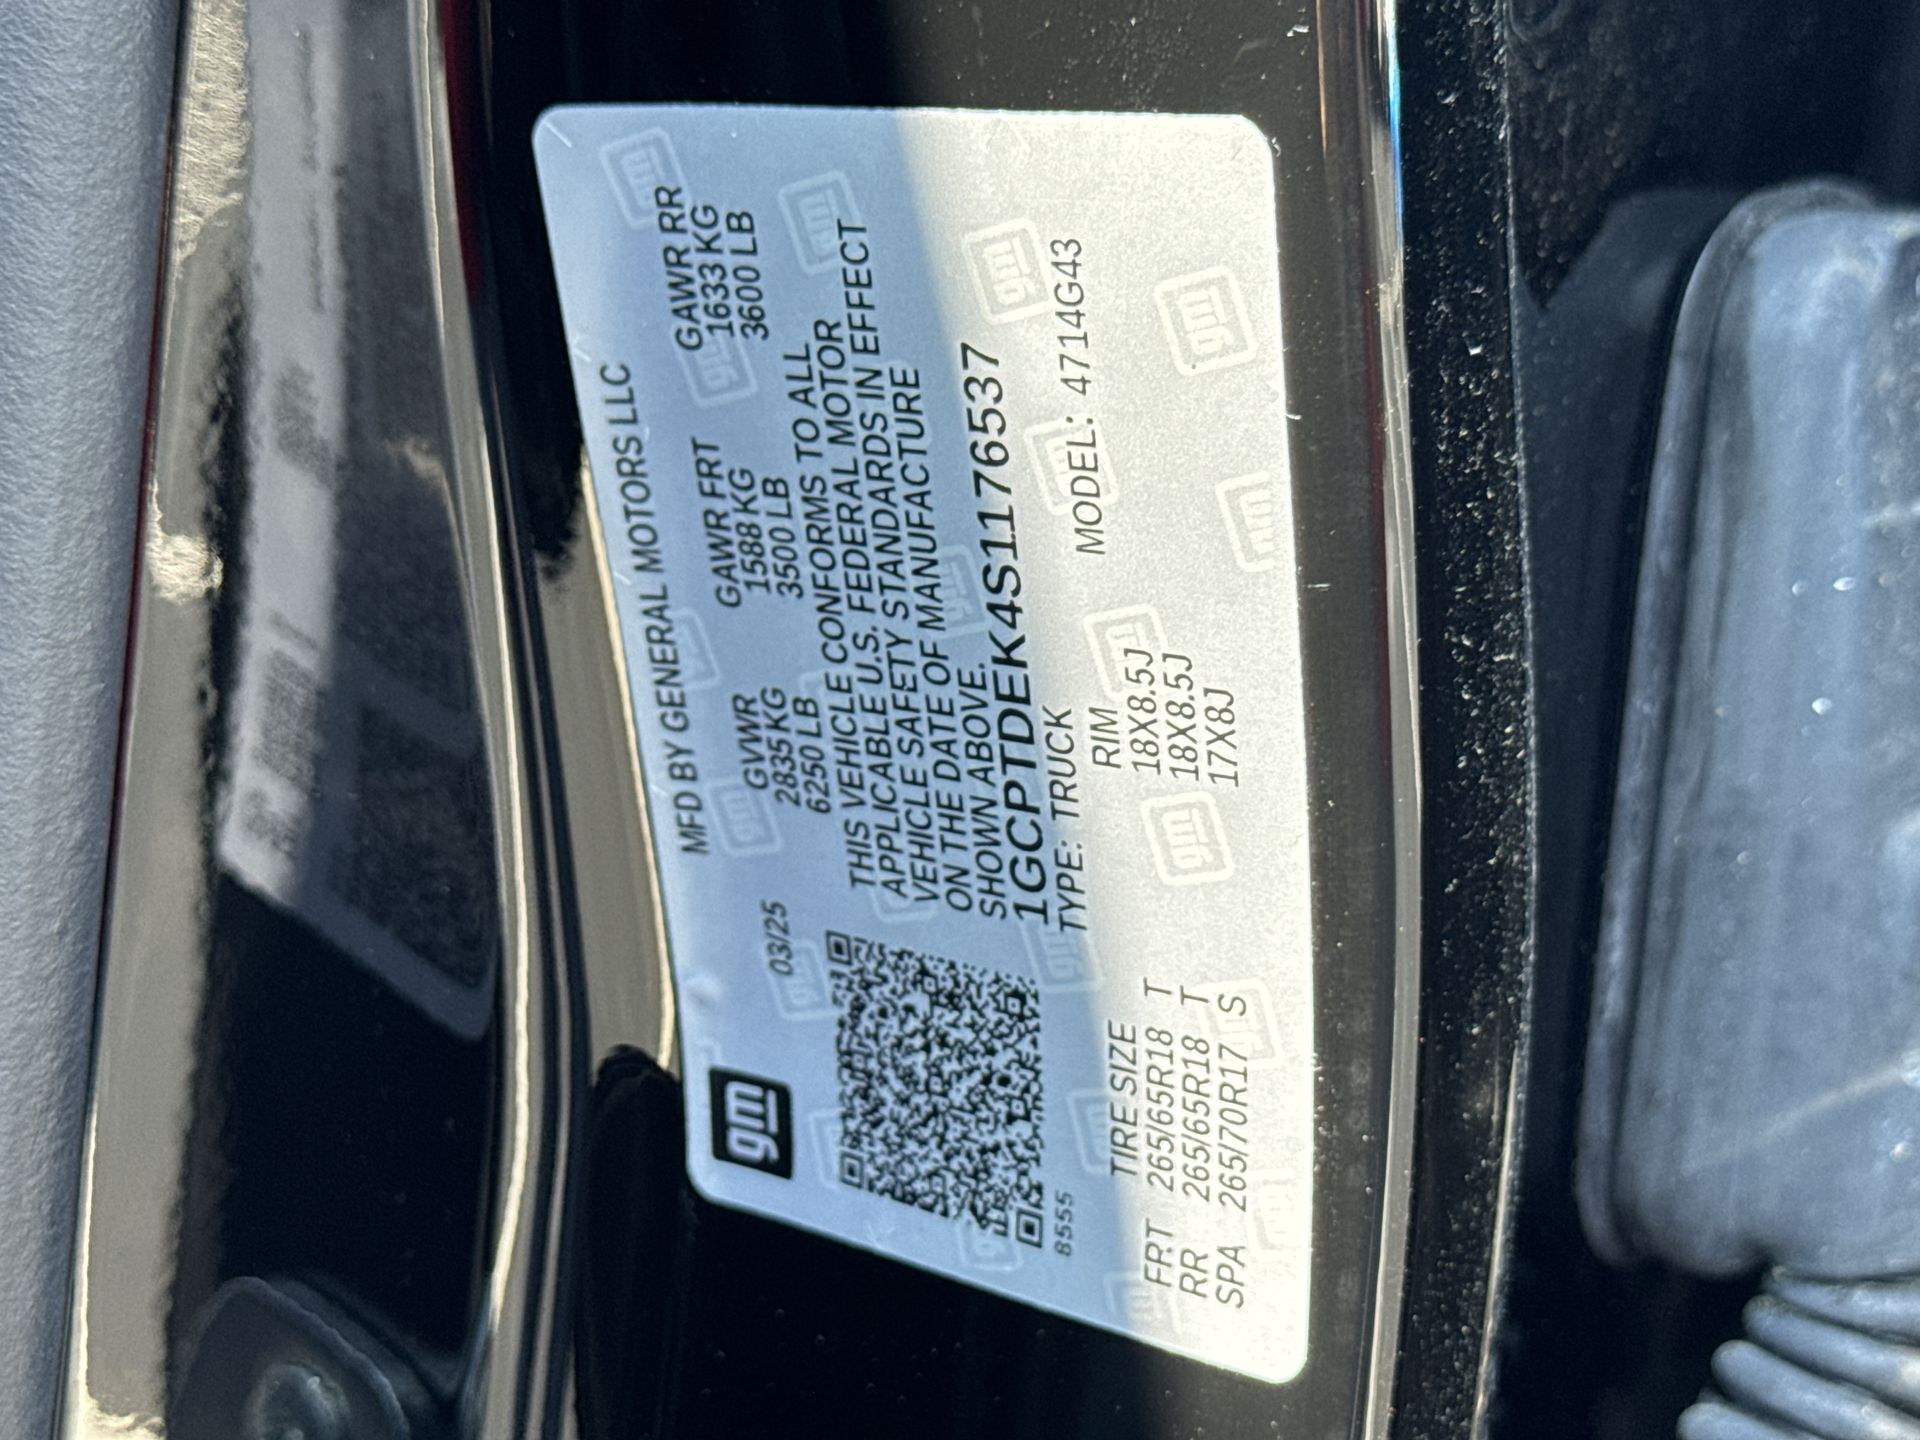 gm
MFD BY GENERAL MOTORS LLC
03/25 GVWR GAWR FRT GAWR RR
2835 KG 1588 KG 1633 KG
6250 LB 3500 LB 3600 LB
THIS VEHICLE CONFORMS TO ALL
APPLICABLE U.S. FEDERAL MOTOR
VEHICLE SAFETY STANDARDS IN EFFECT
ON THE DATE OF MANUFACTURE
SHOWN ABOVE.
1GCPTDEK4S1176537
8555 TYPE: TRUCK MODEL: 4714G43
TIRE SIZE RIM
FRT 265/65R18 T 18X8.5J
RR 265/65R18 T 18X8.5J
SPA 265/70R17 S 17X8J